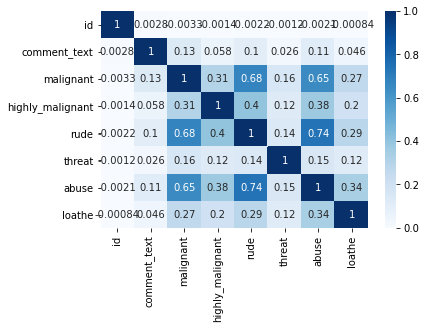 id 1 -0.0028 -0.0033 -0.0014 -0.0022 -0.0012 -0.0021 -0.00084
comment_text -0.0028 1 0.13 0.058 0.1 0.026 0.11 0.046
malignant -0.0033 0.13 1 0.31 0.68 0.16 0.65 0.27
highly_malignant -0.0014 0.058 0.31 1 0.4 0.12 0.38 0.2
rude -0.0022 0.1 0.68 0.4 1 0.14 0.74 0.29
threat -0.0012 0.026 0.16 0.12 0.14 1 0.15 0.12
abuse -0.0021 0.11 0.65 0.38 0.74 0.15 1 0.34
loathe -0.00084 0.046 0.27 0.2 0.29 0.12 0.34 1
id comment_text malignant highly_malignant rude threat abuse loathe
1.0
0.8
0.6
0.4
0.2
0.0